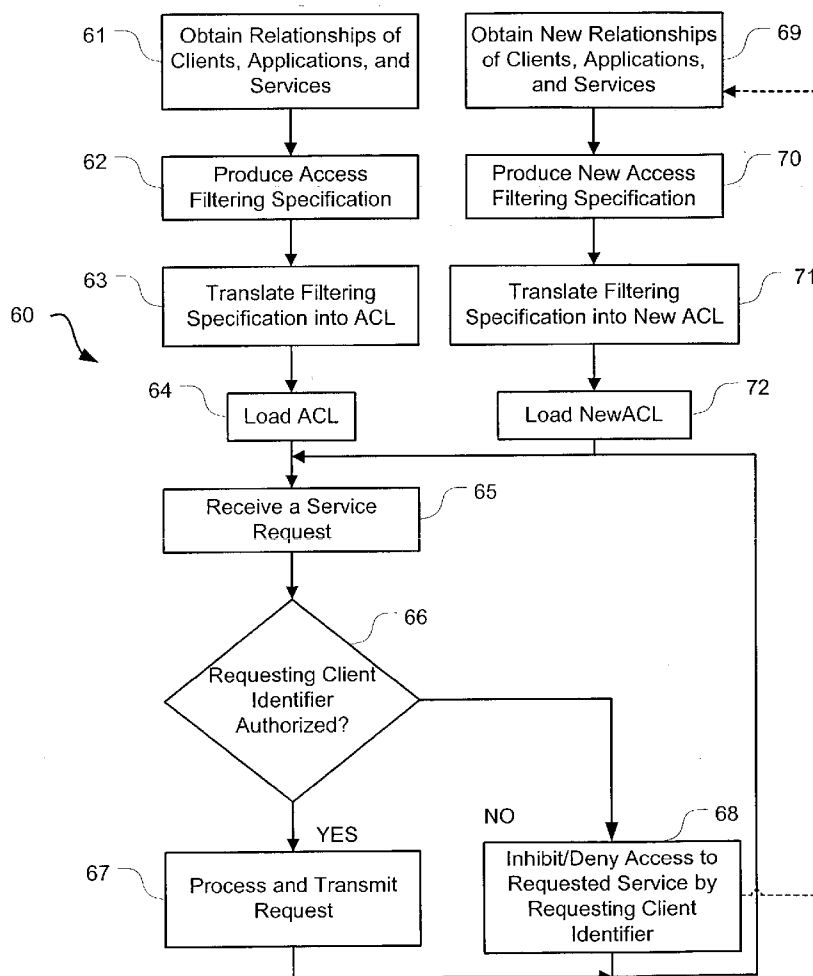 61
Obtain Relationships of
Clients, Applications, and
Services
Obtain New Relationships
of Clients, Applications,
and Services
69
62
Produce Access
Filtering Specification
Produce New Access
Filtering Specification
70
63
Translate Filtering
Specification into ACL
Translate Filtering
Specification into New ACL
71
60
64
Load ACL
Load NewACL
72
Receive a Service
Request
65
66
Requesting Client
Identifier
Authorized?
YES
NO
67
Process and Transmit
Request
68
Inhibit/Deny Access to
Requested Service by
Requesting Client
Identifier